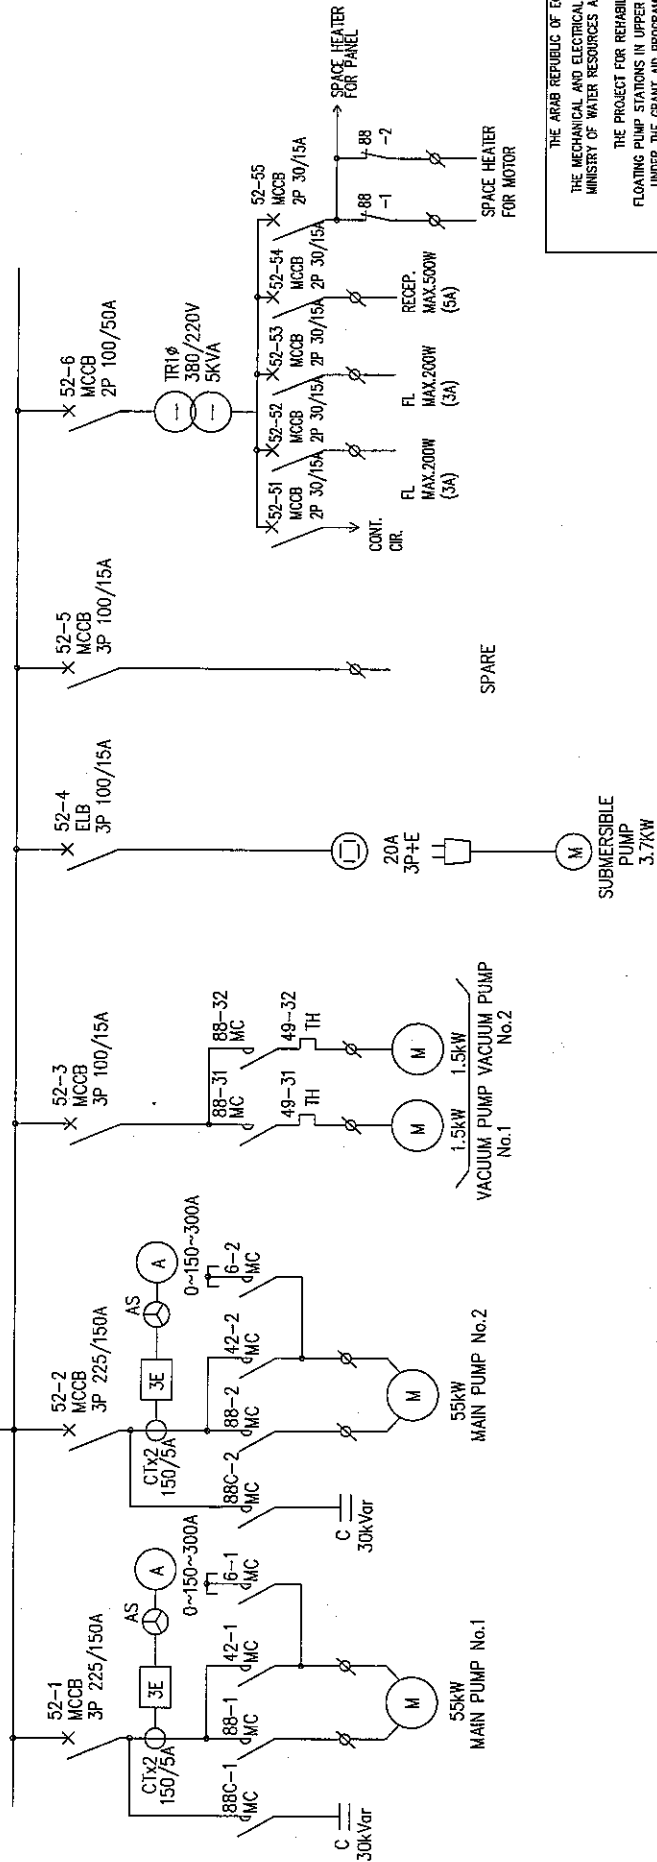 52-1
MCCB
3P 225/150A
CTx2
150/5A
3E
AS
A
0~150~300A
88C-1
MC
88-1
MC
42-1
MC
6-1
MC
C
30kVar
M
55kW
MAIN PUMP No.1
52-2
MCCB
3P 225/150A
CTx2
150/5A
3E
AS
A
0~150~300A
88C-2
MC
88-2
MC
42-2
MC
6-2
MC
C
30kVar
M
55kW
MAIN PUMP No.2
52-3
MCCB
3P 100/15A
88-31
MC
88-32
MC
49-31
TH
49-32
TH
M
M
1.5kW
1.5kW
VACUUM PUMP
No.1
VACUUM PUMP
No.2
52-4
ELB
3P 100/15A
20A
3P+E
M
SUBMERSIBLE
PUMP
3.7KW
52-5
MCCB
3P 100/15A
SPARE
52-6
MCCB
2P 100/50A
TR1φ
380/220V
5KVA
52-51
MCCB
2P 30/15A
CONT.
CIR.
52-52
MCCB
2P 30/15A
FL
MAX.200W
(3A)
52-53
MCCB
2P 30/15A
FL
MAX.200W
(3A)
52-54
MCCB
2P 30/15A
RECEP.
MAX.500W
(5A)
52-55
MCCB
2P 30/15A
SPACE HEATER
FOR PANEL
88
-1
88
-2
SPACE HEATER
FOR MOTOR
THE ARAB REPUBLIC OF
THE MECHANICAL AND ELECTRICAL
MINISTRY OF WATER RESOURCES
THE PROJECT FOR
FLOATING PUMP STATIONS IN UPPER
UNDER THE GRANT AID